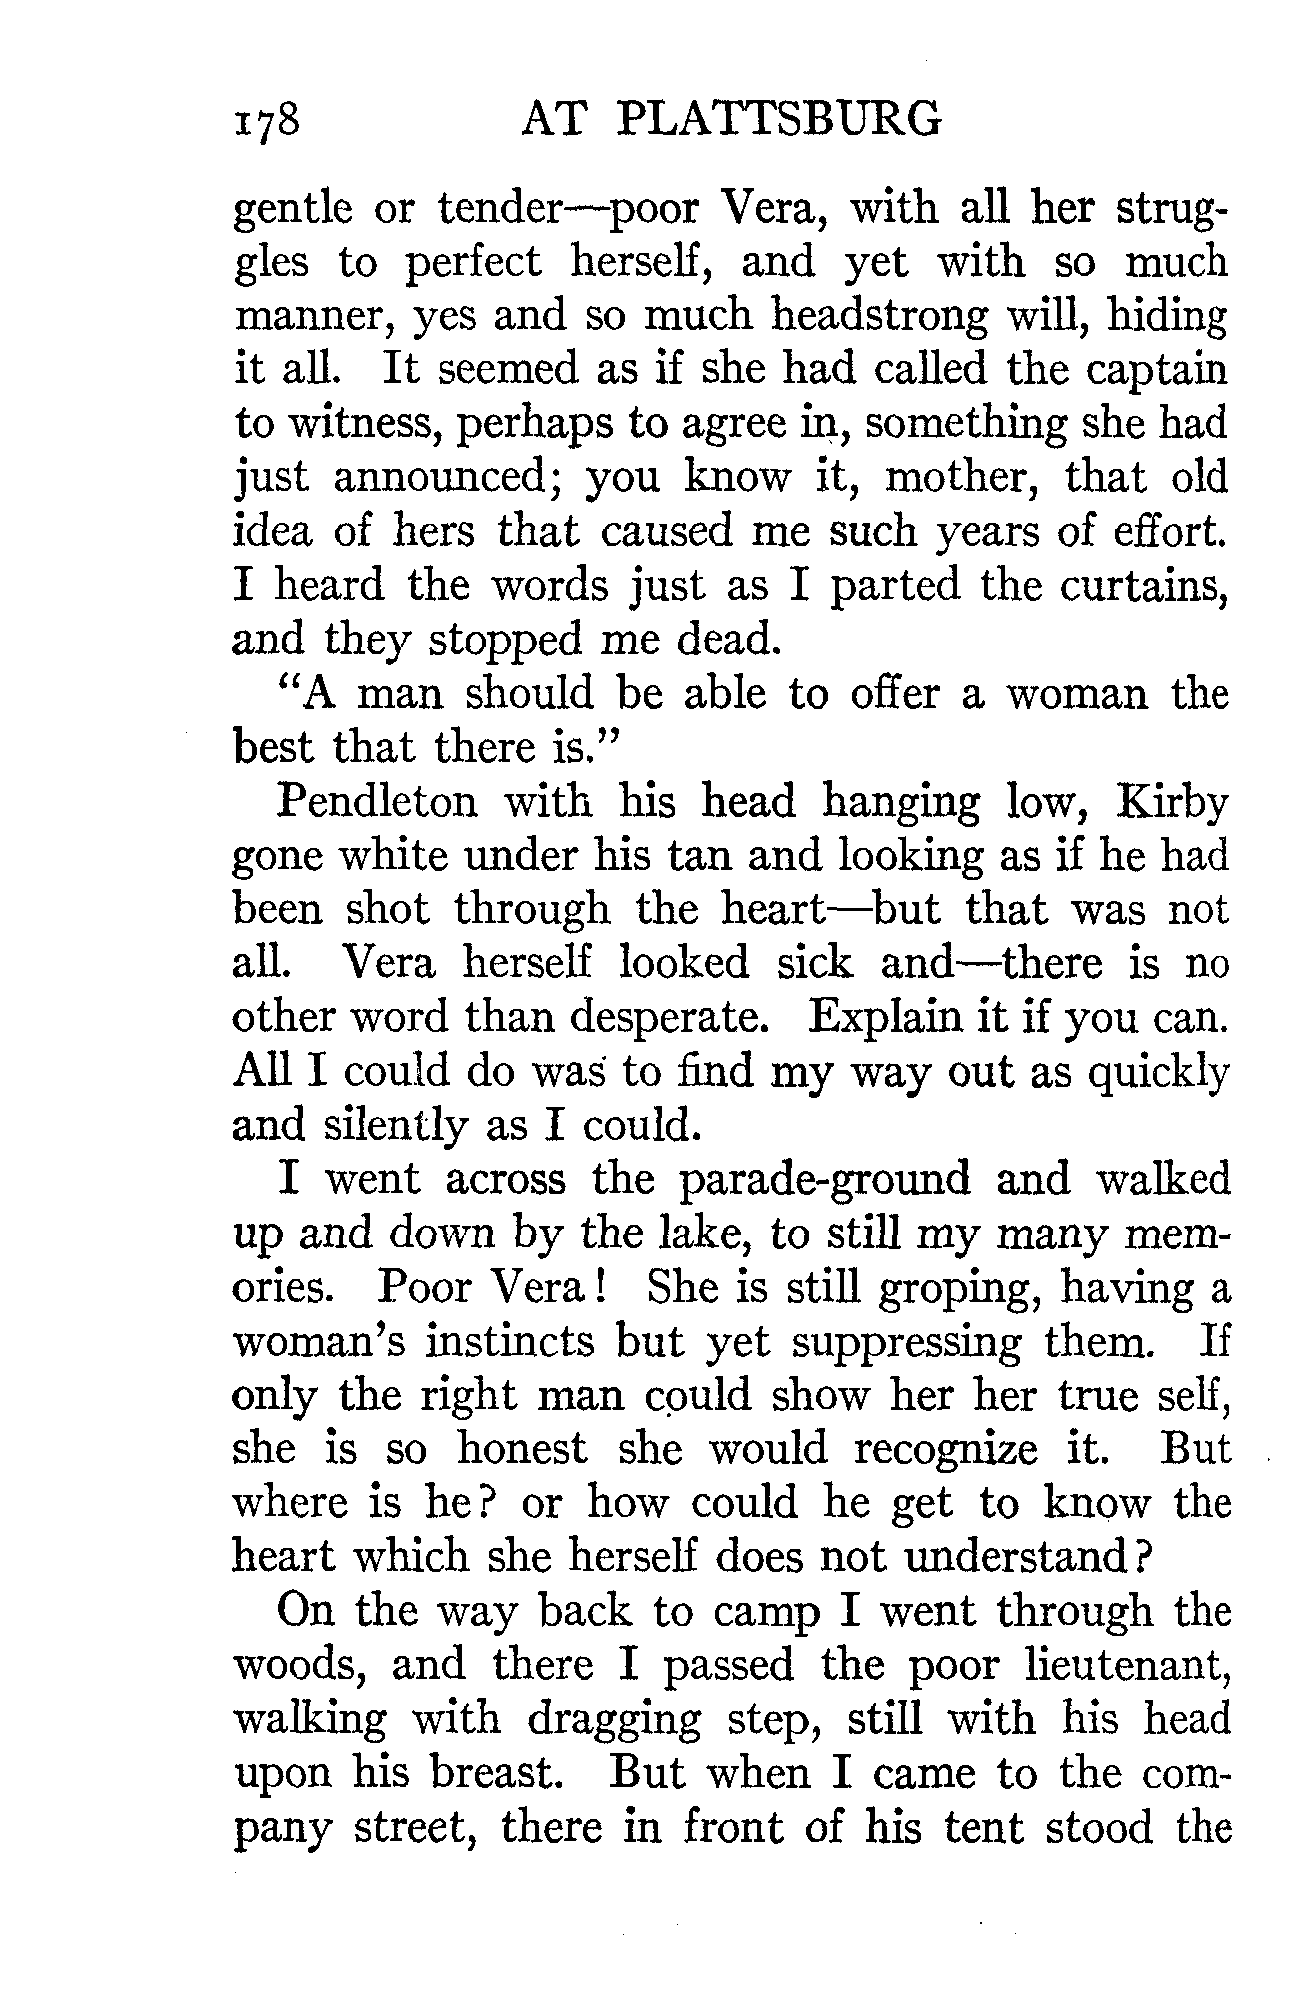 178 AT PLATTSBURG
gentle or tender—poor Vera, with all her strug-
gles to perfect herself, and yet with so much
manner, yes and so much headstrong will, hiding
it all. It seemed as if she had called the captain
to witness, perhaps to agree in, something she had
just announced; you know it, mother, that old
idea of hers that caused me such years of effort.
I heard the words just as I parted the curtains,
and they stopped me dead.
"A man should be able to offer a woman the
best that there is."
Pendleton with his head hanging low, Kirby
gone white under his tan and looking as if he had
been shot through the heart—but that was not
all. Vera herself looked sick and—there is no
other word than desperate. Explain it if you can.
All I could do was to find my way out as quickly
and silently as I could.
I went across the parade-ground and walked
up and down by the lake, to still my many mem-
ories. Poor Vera! She is still groping, having a
woman's instincts but yet suppressing them. If
only the right man could show her her true self,
she is so honest she would recognize it. But
where is he? or how could he get to know the
heart which she herself does not understand?
On the way back to camp I went through the
woods, and there I passed the poor lieutenant,
walking with dragging step, still with his head
upon his breast. But when I came to the com-
pany street, there in front of his tent stood the